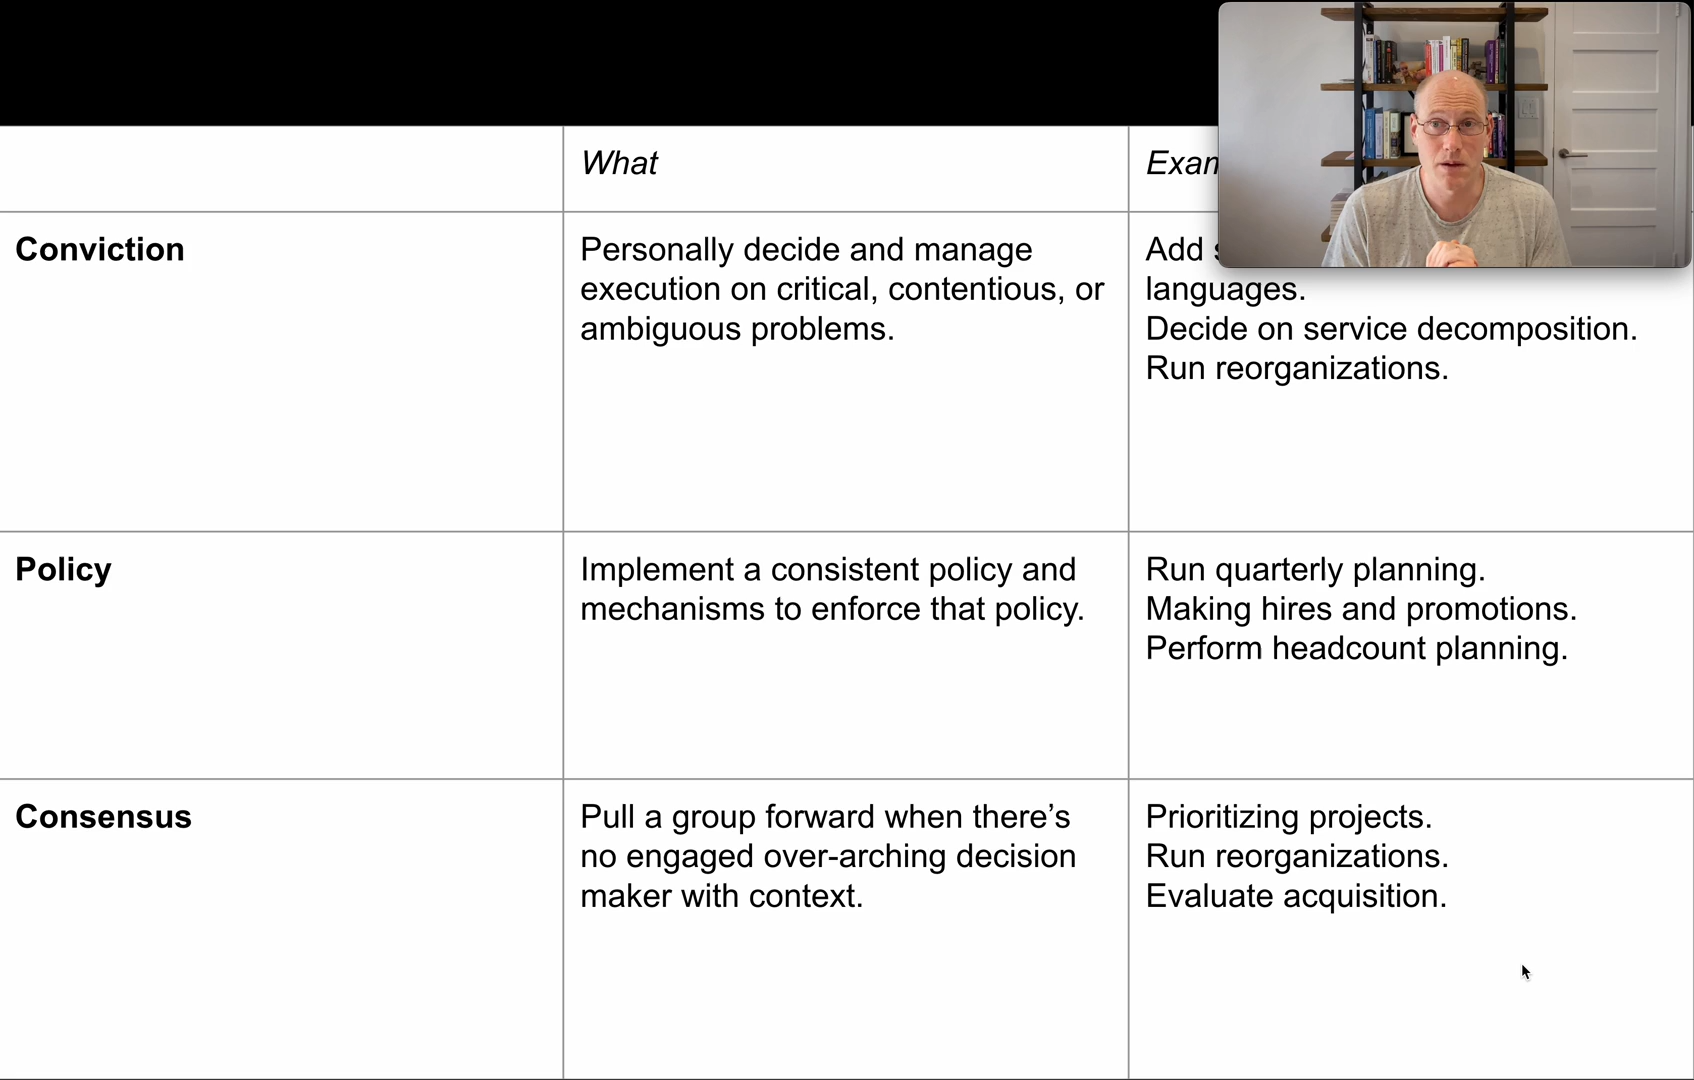 What
Exam
Conviction
Personally decide and manage
execution on critical, contentious, or
ambiguous problems.
Add
languages.
Decide on service decomposition.
Run reorganizations.
Policy
Implement a consistent policy and
mechanisms to enforce that policy.
Run quarterly planning.
Making hires and promotions.
Perform headcount planning.
Consensus
Pull a group forward when there’s
no engaged over-arching decision
maker with context.
Prioritizing projects.
Run reorganizations.
Evaluate acquisition.